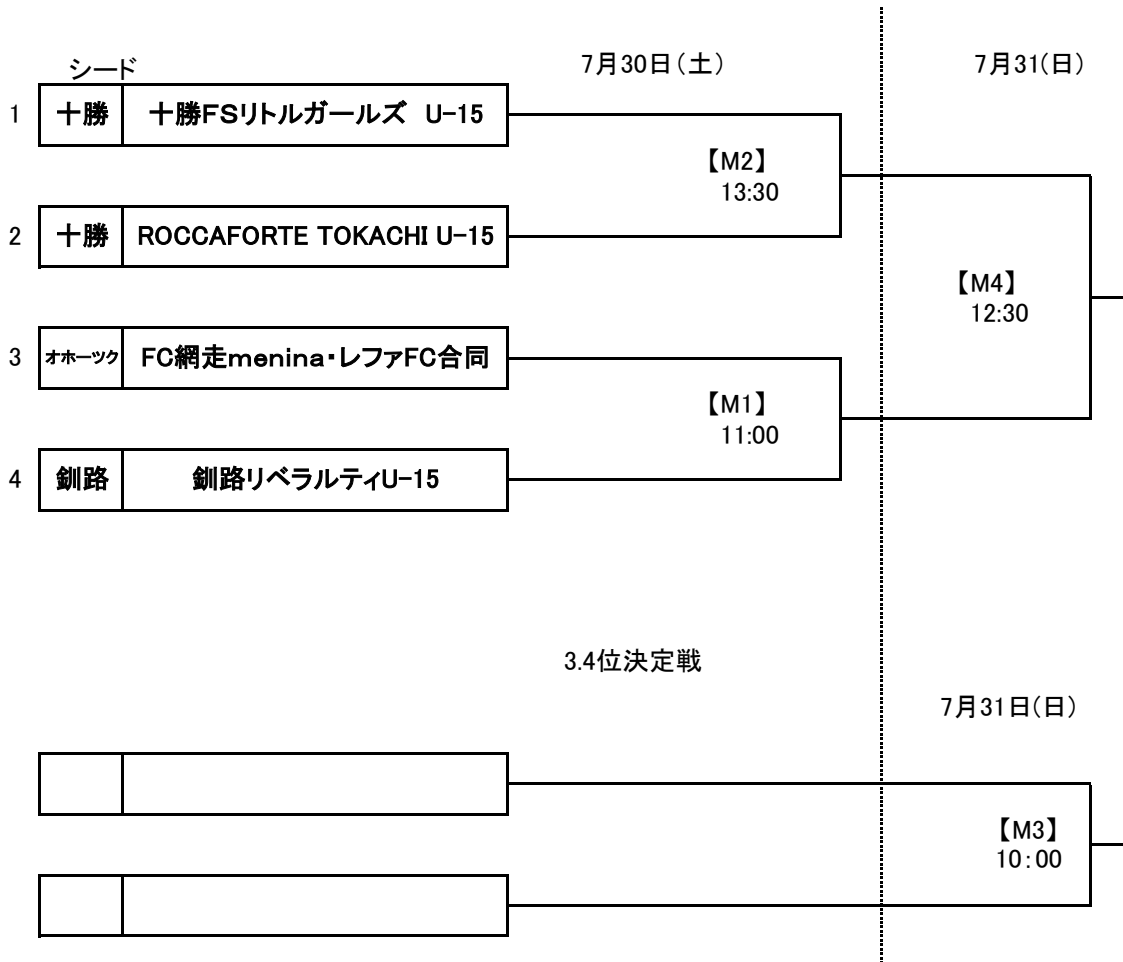 シード
7月30日（土）
7月31(日)
1 十勝 十勝FSリトルガールズ　U-15
【M2】
13:30
2 十勝 ROCCAFORTE TOKACHI U-15
【M4】
12:30
3 オホーツク FC網走menina・レファFC合同
【M1】
11:00
4 釧路 釧路リベラルティU-15
3.4位決定戦
7月31日(日)
【M3】
10：00